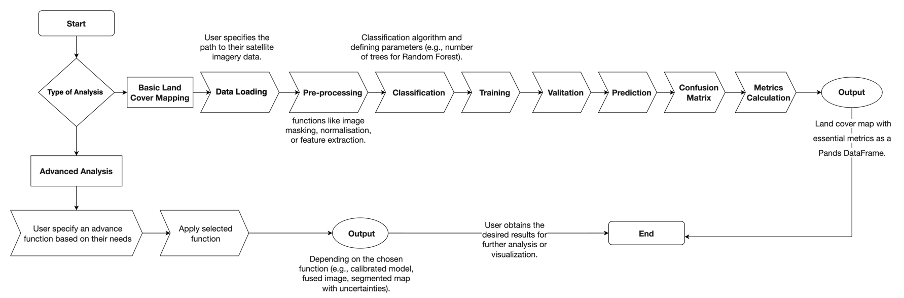 Start
Type of Analysis
Basic Land
Cover Mapping
User specifies the
path to their satellite
imagery data.
Data Loading
Pre-processing
functions like image
masking, normalisation,
or feature extraction.
Classification algorithm and
defining parameters (e.g., number
of trees for Random Forest).
Classification
Training
Valitation
Prediction
Confusion
Matrix
Metrics
Calculation
Output
Land cover map with
essential metrics as a
Pands DataFrame.
Advanced Analysis
User specify an advance
function based on their needs
Apply selected
function
Output
Depending on the chosen
function (e.g., calibrated model,
fused image, segmented map
with uncertainties).
User obtains the
desired results for
further analysis or
visualization.
End